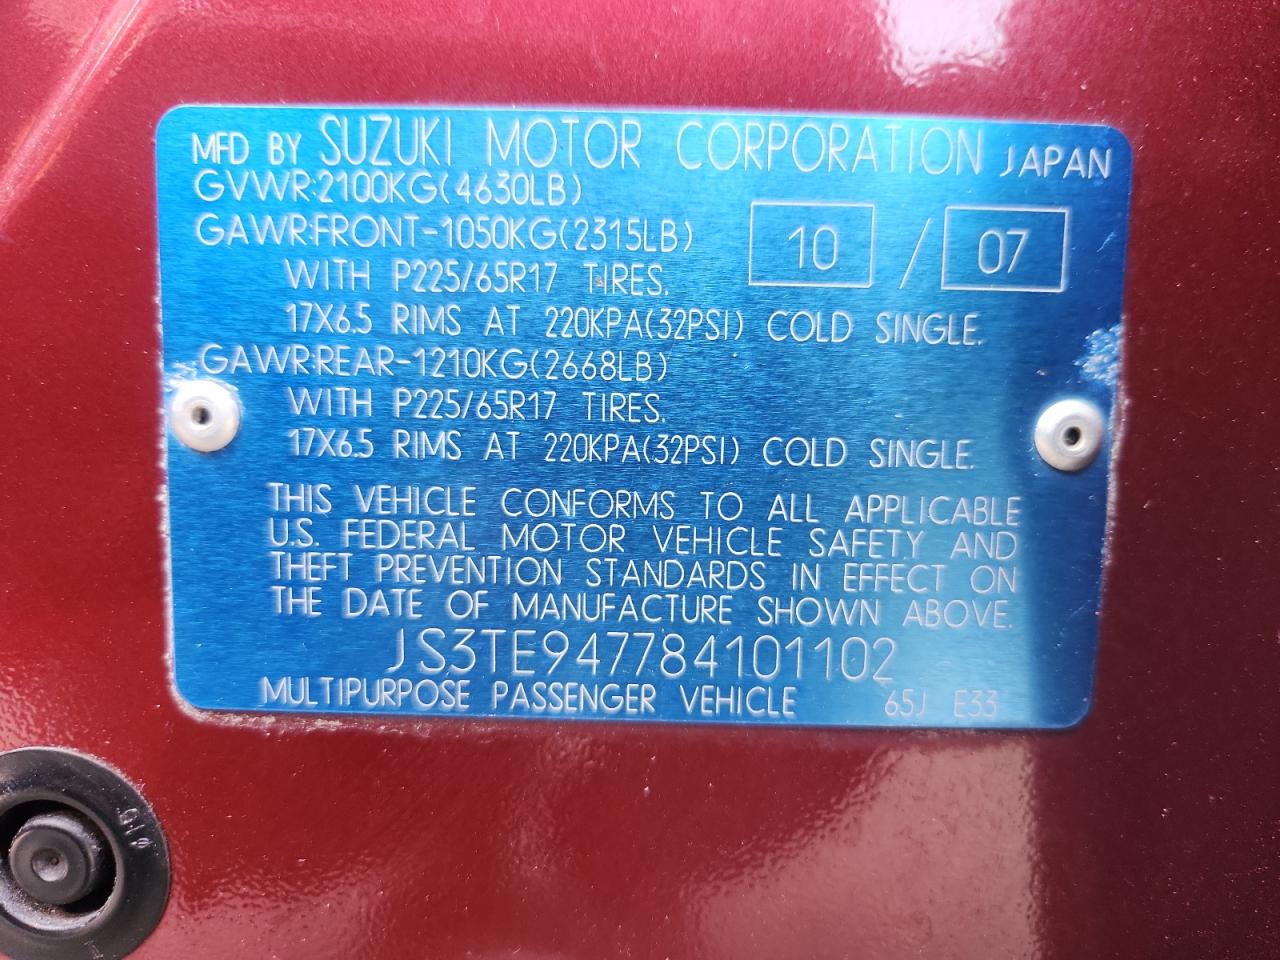 MFD BY SUZUKI MOTOR CORPORATION JAPAN
GVWR:2100KG(4630LB)
GAWR:FRONT-1050KG(2315LB) 10 / 07
WITH P225/65R17 TIRES.
17X6.5 RIMS AT 220KPA(32PSI) COLD SINGLE.
GAWR:REAR-1210KG(2668LB)
WITH P225/65R17 TIRES.
17X6.5 RIMS AT 220KPA(32PSI) COLD SINGLE.
THIS VEHICLE CONFORMS TO ALL APPLICABLE
U.S. FEDERAL MOTOR VEHICLE SAFETY AND
THEFT PREVENTION STANDARDS IN EFFECT ON
THE DATE OF MANUFACTURE SHOWN ABOVE.
JS3TE947784101102
MULTIPURPOSE PASSENGER VEHICLE 65J E33